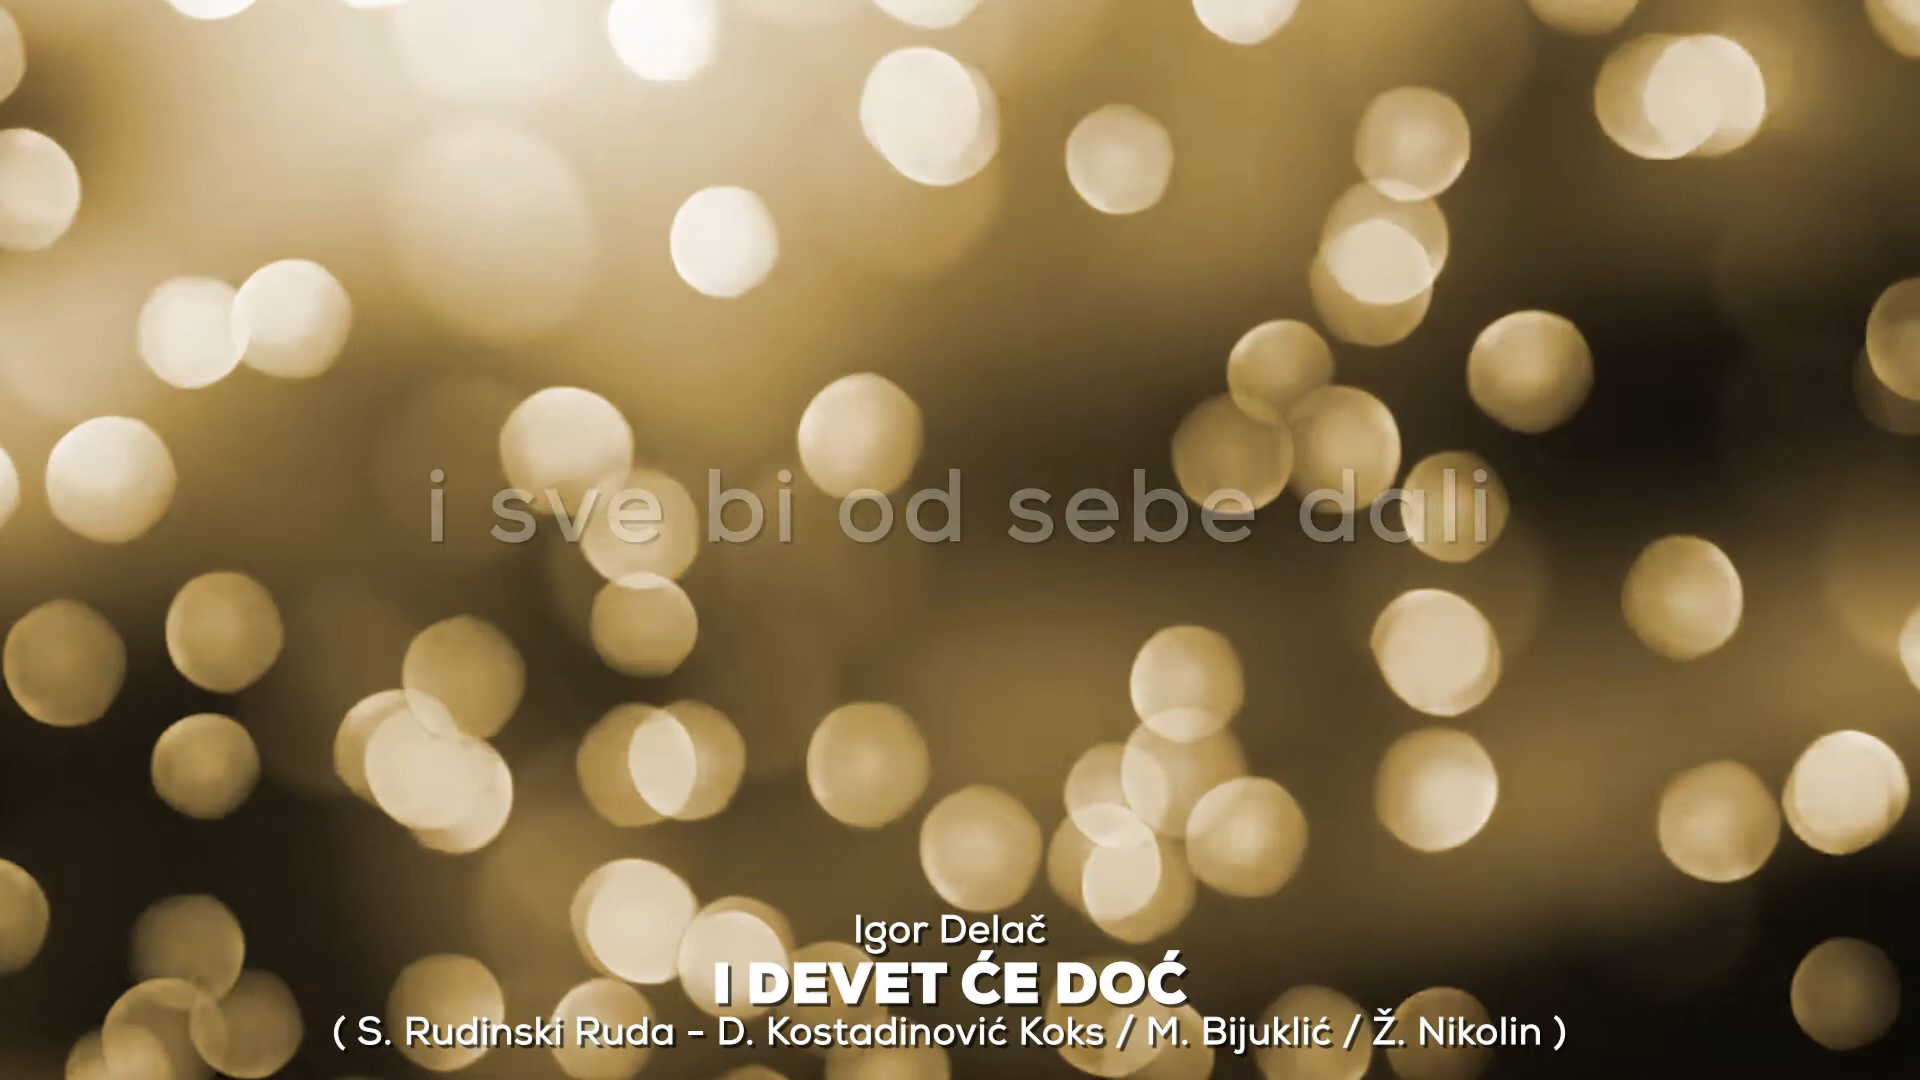 i sve bi od sebe dali
Igor Delač
I DEVET ĆE DOĆ
( S. Rudinski Ruda - D. Kostadinović Koks / M. Bijuklić / Ž. Nikolin )